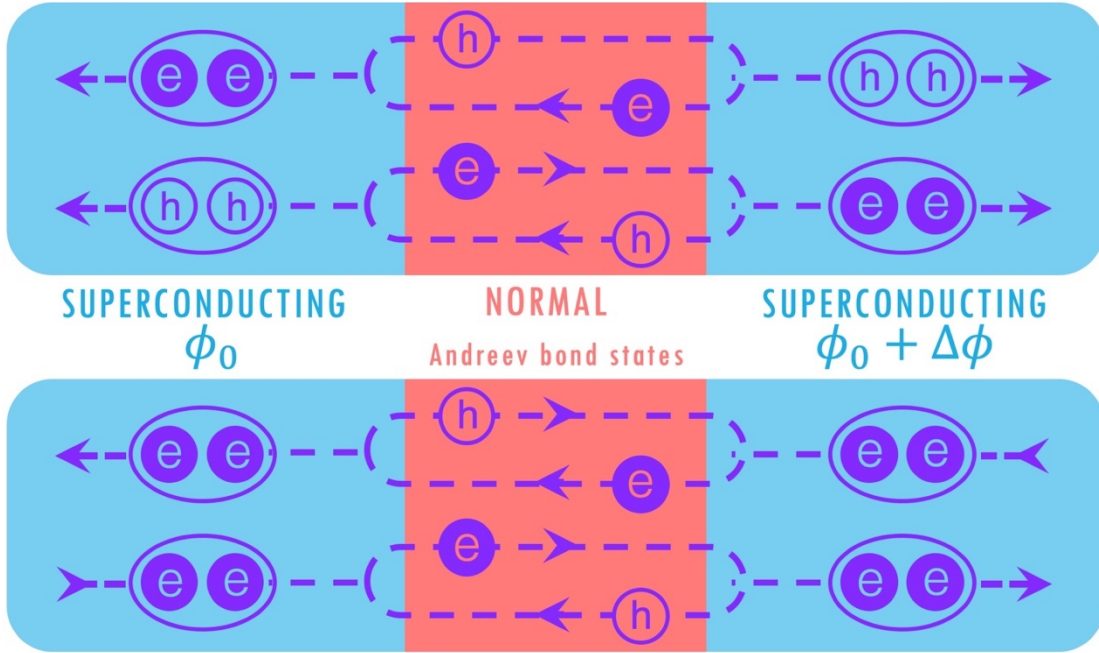 h
e e h h
e
e
h h e e
h
SUPERCONDUCTING NORMAL SUPERCONDUCTING
ϕ₀ ϕ₀ + Δϕ
Andreev bond states
h
e e e e
e
e
e e e e
h